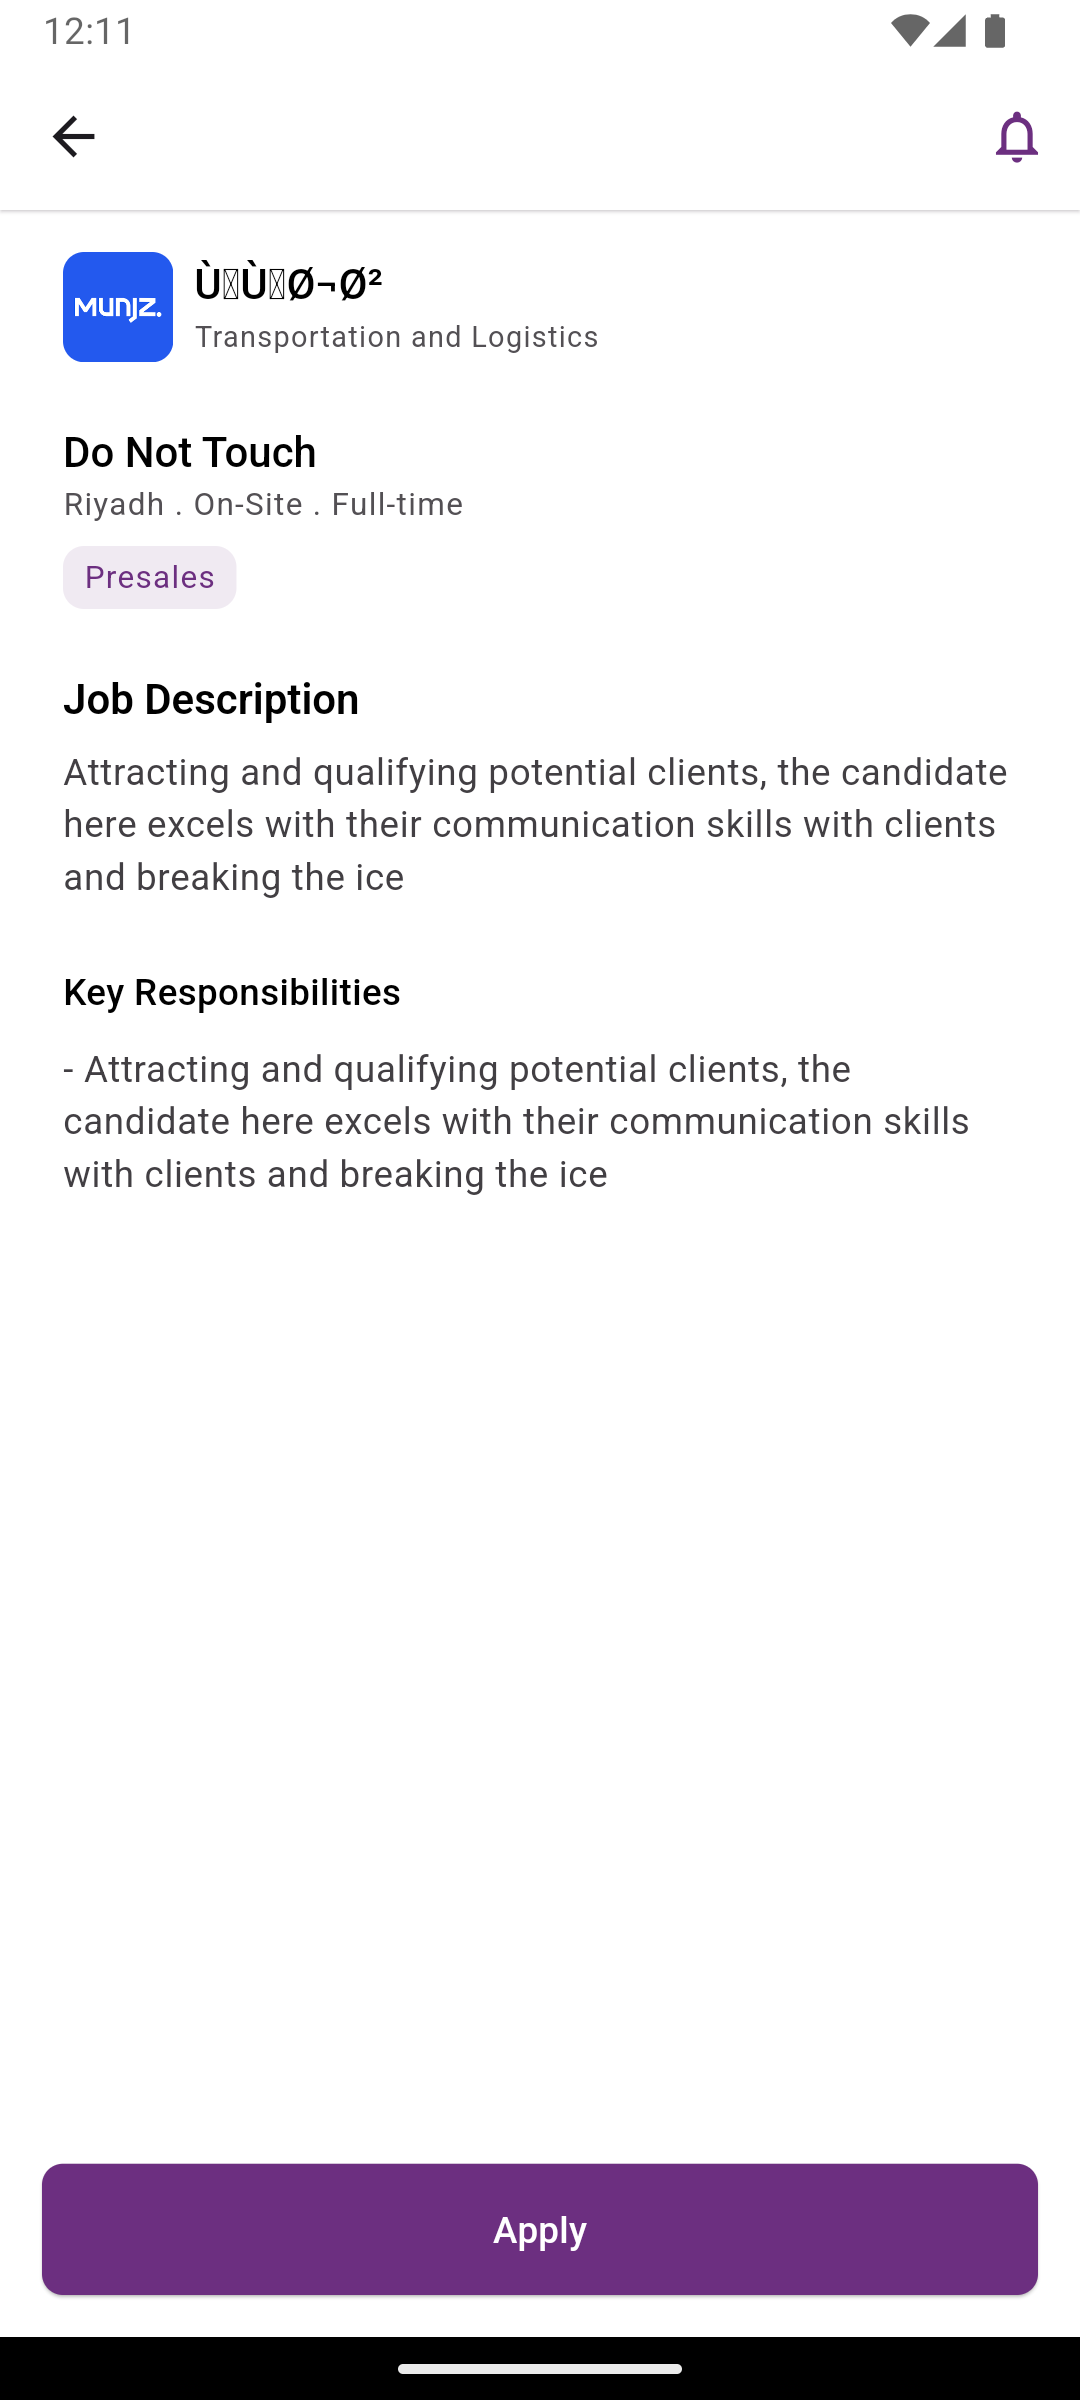 12:11
MUNJZ.
Ù￾Ù￾Ø¬Ø²
Transportation and Logistics
Do Not Touch
Riyadh . On-Site . Full-time
Presales
Job Description
Attracting and qualifying potential clients, the candidate
here excels with their communication skills with clients
and breaking the ice
Key Responsibilities
- Attracting and qualifying potential clients, the
candidate here excels with their communication skills
with clients and breaking the ice
Apply